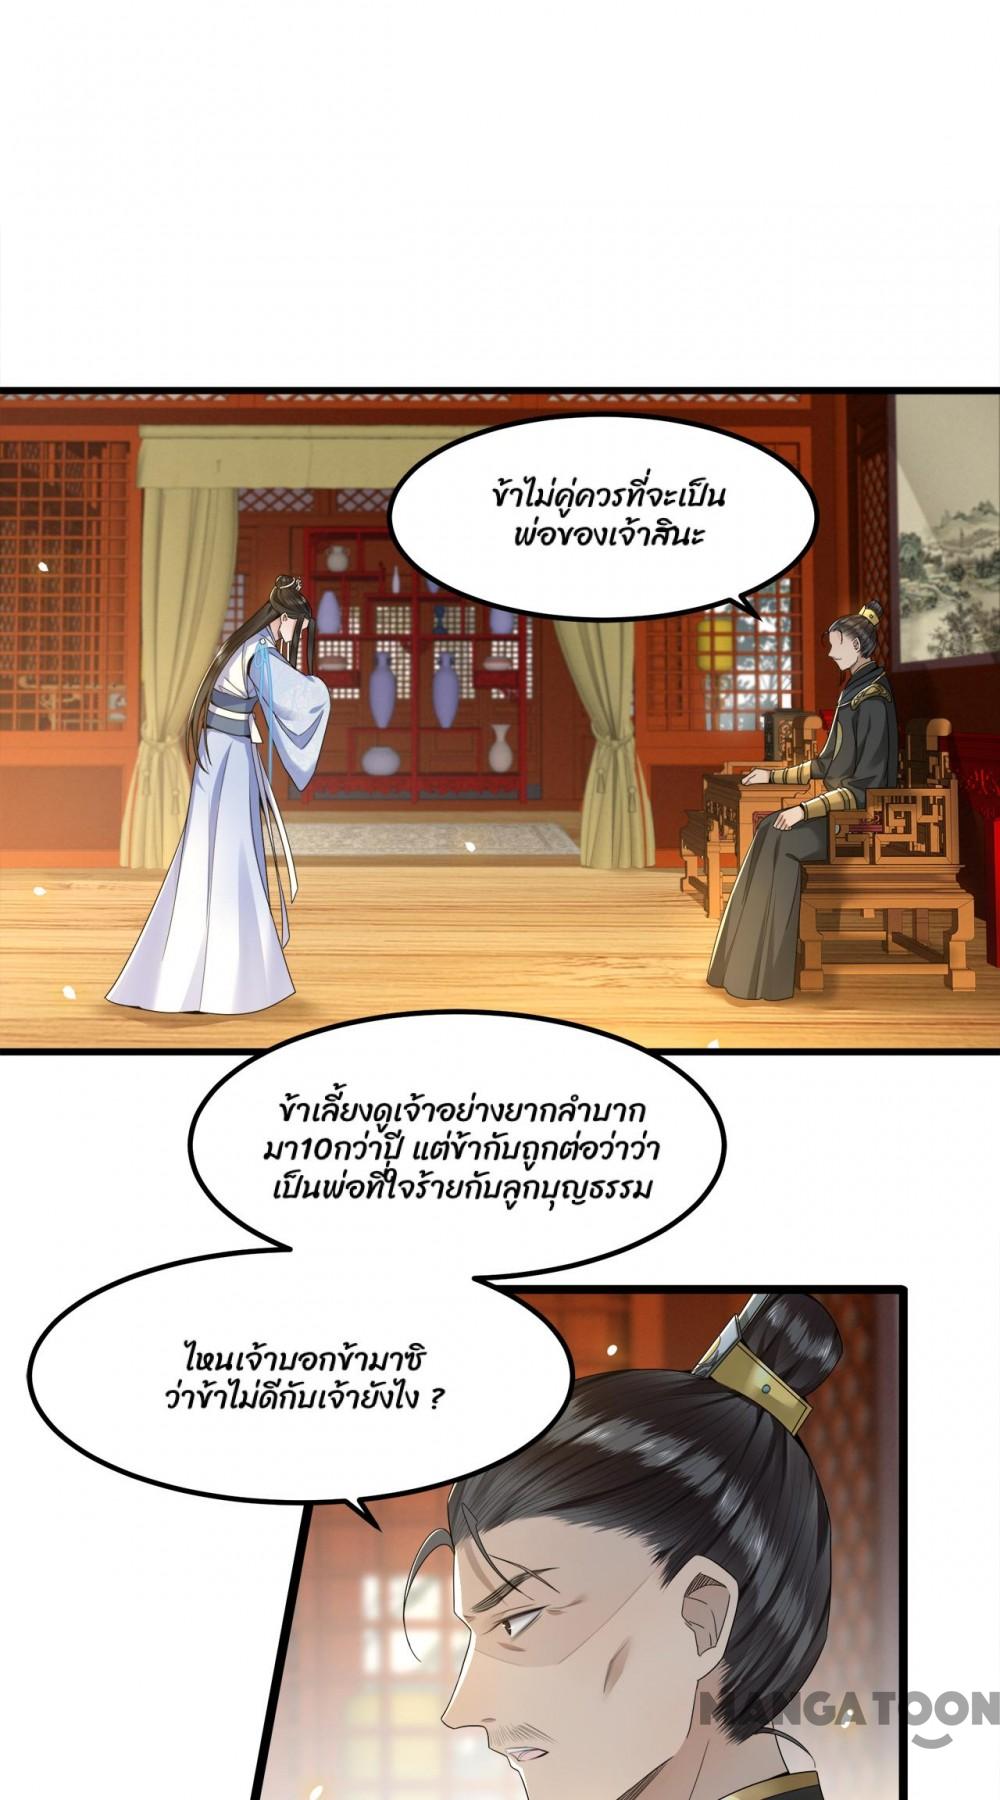 ข้าไม่คู่ควรที่จะเป็น
พ่อของเจ้าสินะ
ข้าเลี้ยงดูเจ้าอย่างยากลำบาก
มา10กว่าปี แต่ข้ากับถูกต่อว่าว่า
เป็นพ่อที่ใจร้ายกับลูกบุญธรรม
ไหนเจ้าบอกข้ามาซิ
ว่าข้าไม่ดีกับเจ้ายังไง ?
MANGATOON